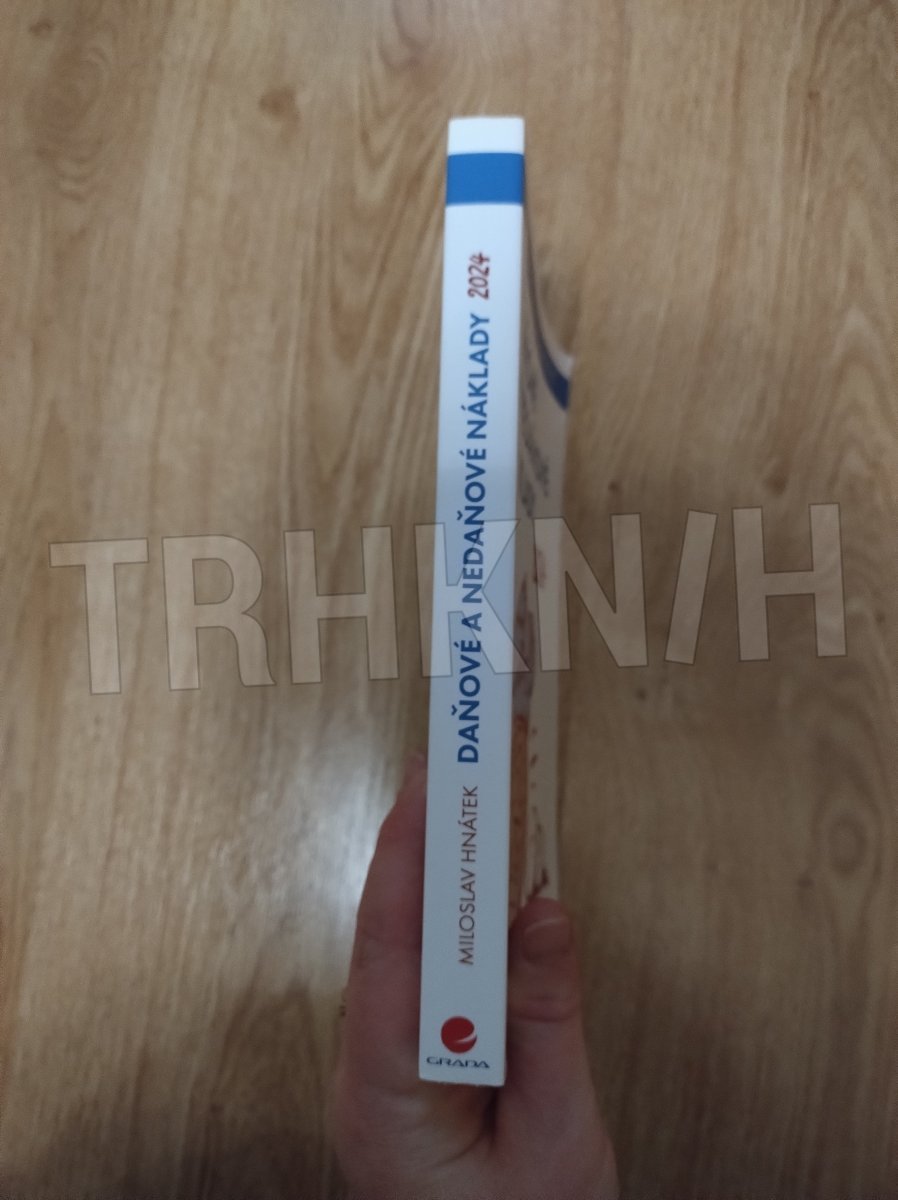 MILOSLAV HNÁTEK DAŇOVÉ A NEDAŇOVÉ NÁKLADY 2024
GRADA
TRHKNIH